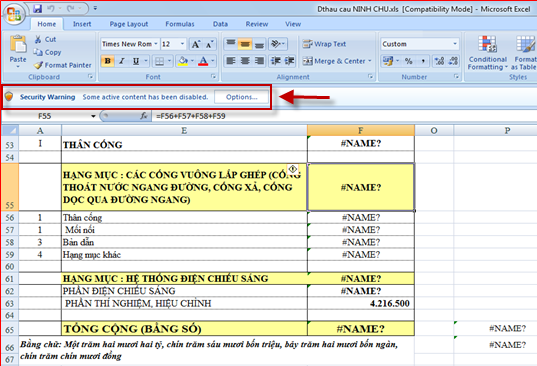 Dthau cau NINH CHU.xls [Compatibility Mode] - Microsoft Excel
Home Insert Page Layout Formulas Data Review View
Paste
Cut
Copy
Format Painter
Clipboard
Times New Rom 12 A A
B I U
Font
Wrap Text
Merge & Center
Alignment
Custom
$ % ,
Number
Conditional Formatting
Format as Table
Security Warning Some active content has been disabled. Options...
F55 fx =F56+F57+F58+F59
A E F O P
53 I THÂN CỐNG #NAME?
54
55 HẠNG MỤC : CÁC CỐNG VUÔNG LẮP GHÉP (CỐNG
THOÁT NƯỚC NGANG ĐƯỜNG, CỐNG XẢ, CỐNG #NAME?
DỌC QUA ĐƯỜNG NGANG)
56 1 Thân cống #NAME?
57 1 Mối nối #NAME?
58 3 Bản dẫn #NAME?
59 4 Hạng mục khác #NAME?
60
61 HẠNG MỤC : HỆ THỐNG ĐIỆN CHIẾU SÁNG #NAME?
62 PHẦN ĐIỆN CHIẾU SÁNG #NAME?
63 PHẦN THÍ NGHIỆM, HIỆU CHỈNH 4.216.500
65 TỔNG CỘNG (BẰNG SỐ) #NAME? #NAME?
66 Bằng chữ: Một trăm hai mươi hai tỷ, chín trăm sáu mươi bốn triệu, bảy trăm hai mươi bốn ngàn, #NAME?
67 chín trăm chín mươi đồng